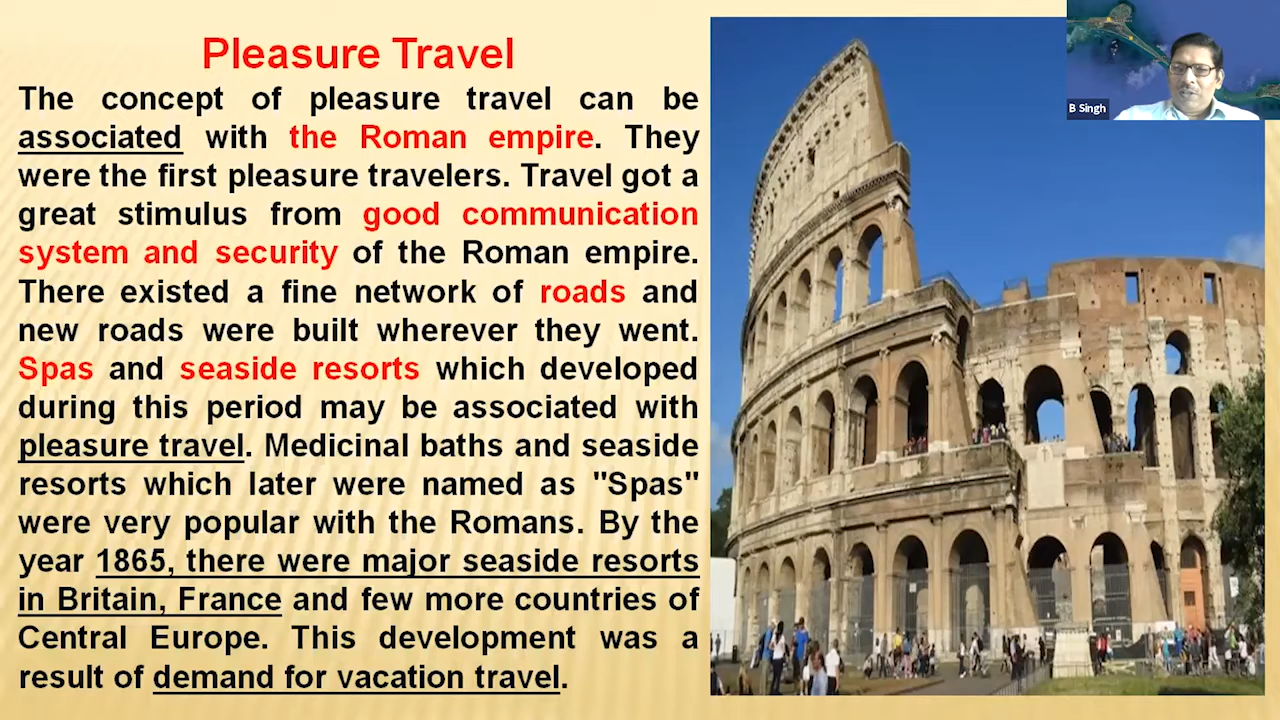 Pleasure Travel
The concept of pleasure travel can be
associated with the Roman empire. They
were the first pleasure travelers. Travel got a
great stimulus from good communication
system and security of the Roman empire.
There existed a fine network of roads and
new roads were built wherever they went.
Spas and seaside resorts which developed
during this period may be associated with
pleasure travel. Medicinal baths and seaside
resorts which later were named as "Spas"
were very popular with the Romans. By the
year 1865, there were major seaside resorts
in Britain, France and few more countries of
Central Europe. This development was a
result of demand for vacation travel.
B Singh